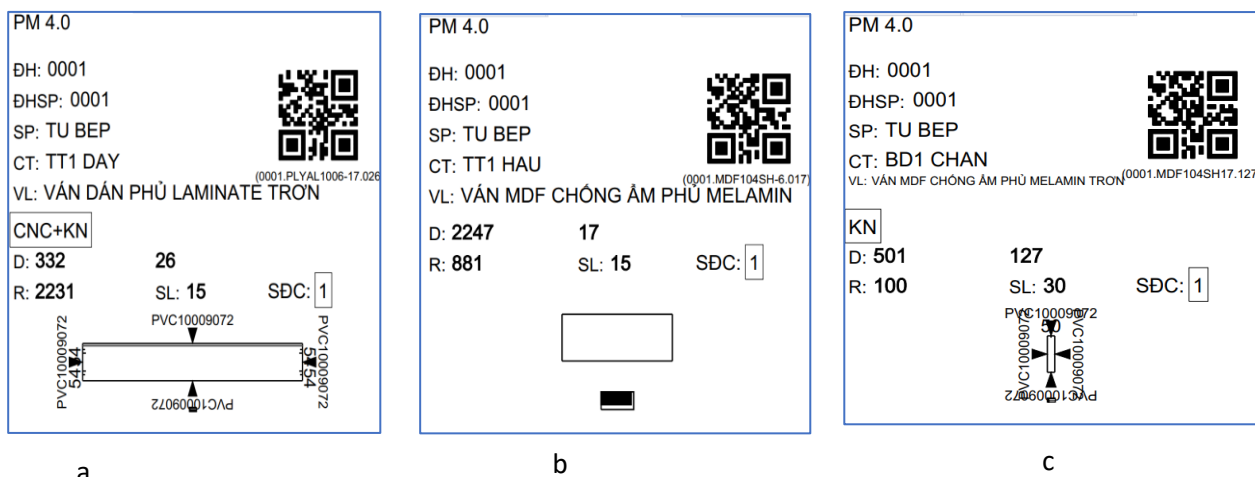 PM 4.0
ĐH: 0001
ĐHSP: 0001
SP: TU BEP
CT: TT1 DAY
(0001.PLYAL1006-17.026
VL: VÁN DÁN PHỦ LAMINATE TRƠN
CNC+KN
D: 332 26
R: 2231 SL: 15 SĐC: 1
PVC10009072
PVC10009072
PVC10009072
5454
5454
PVC10009072
a
PM 4.0
ĐH: 0001
ĐHSP: 0001
SP: TU BEP
CT: TT1 HAU
(0001.MDF104SH-6.017)
VL: VÁN MDF CHỐNG ẨM PHỦ MELAMIN
D: 2247 17
R: 881 SL: 15 SĐC: 1
b
PM 4.0
ĐH: 0001
ĐHSP: 0001
SP: TU BEP
CT: BD1 CHAN
(0001.MDF104SH17.127
VL: VÁN MDF CHỐNG ẨM PHỦ MELAMIN TRƠN
KN
D: 501 127
R: 100 SL: 30 SĐC: 1
PVC10009072
50
PVC10009072
PVC10009072
PVC10009072
c